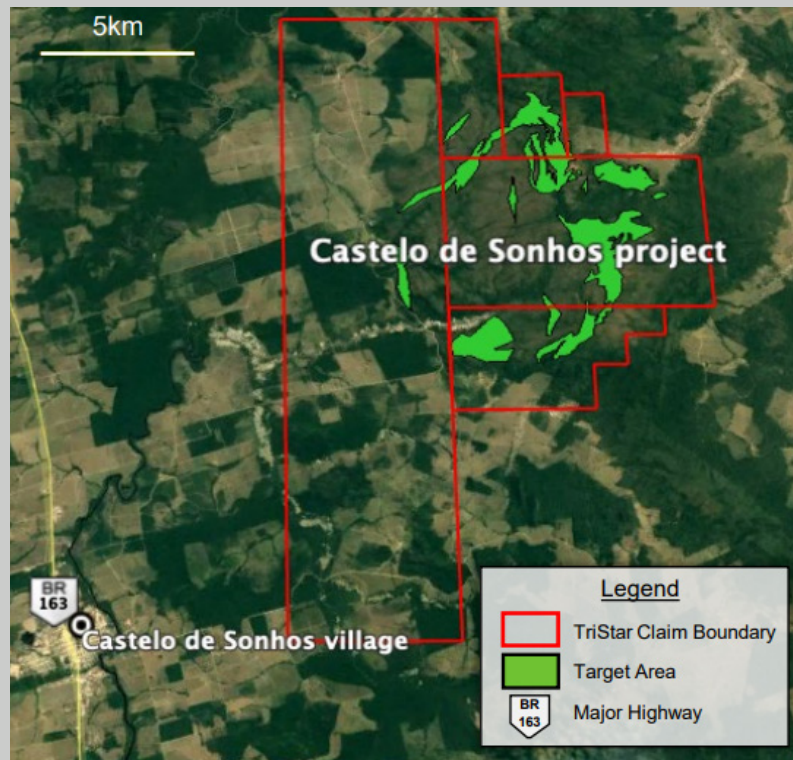 5km
Castelo de Sonhos project
BR
163
Castelo de Sonhos village
Legend
TriStar Claim Boundary
Target Area
BR
163
Major Highway